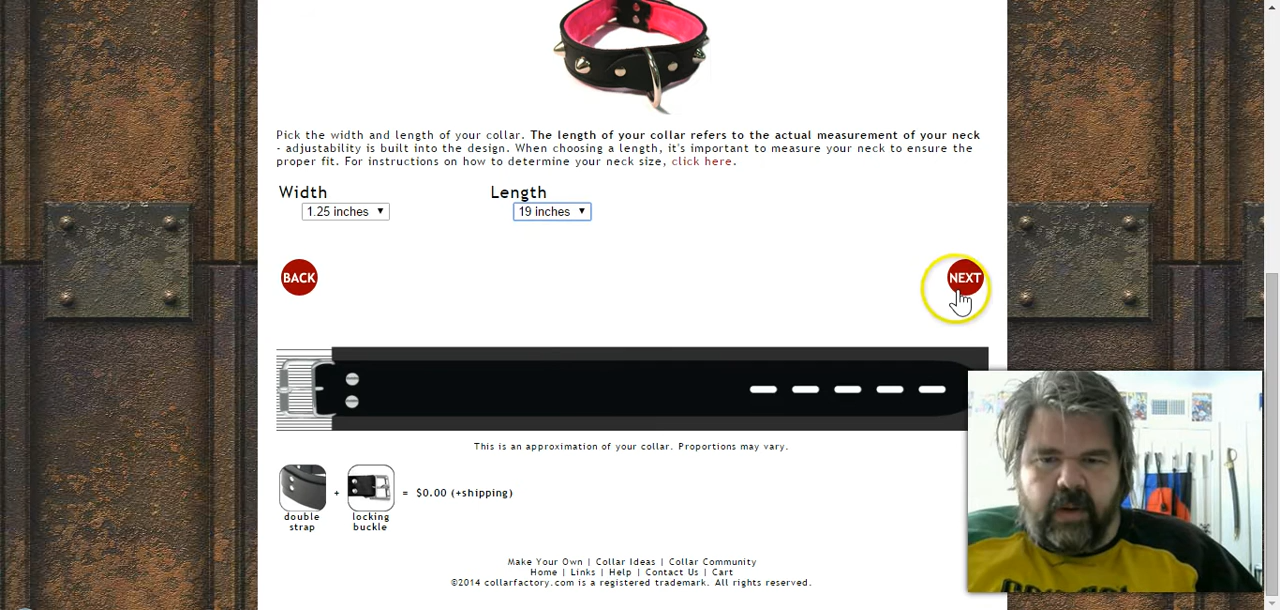 Pick the width and length of your collar. The length of your collar refers to the actual measurement of your neck
- adjustability is built into the design. When choosing a length, it's important to measure your neck to ensure the
proper fit. For instructions on how to determine your neck size, click here.
Width Length
1.25 inches 19 inches
BACK NEXT
This is an approximation of your collar. Proportions may vary.
+ = $0.00 (+shipping)
double locking
strap buckle
Make Your Own | Collar Ideas | Collar Community
Home | Links | Help | Contact Us | Cart
©2014 collarfactory.com is a registered trademark. All rights reserved.